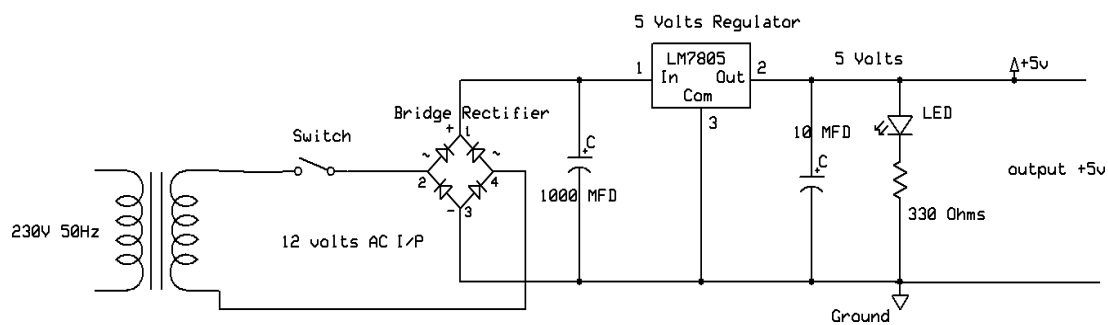 5 Volts Regulator
LM7805
1 In Out 2
Com
3
5 Volts
+5v
Bridge Rectifier
+ 1
~ ~
2 4
- 3
Switch
+ C
1000 MFD
10 MFD
+ C
LED
330 Ohms
output +5v
230V 50Hz
12 volts AC I/P
Ground